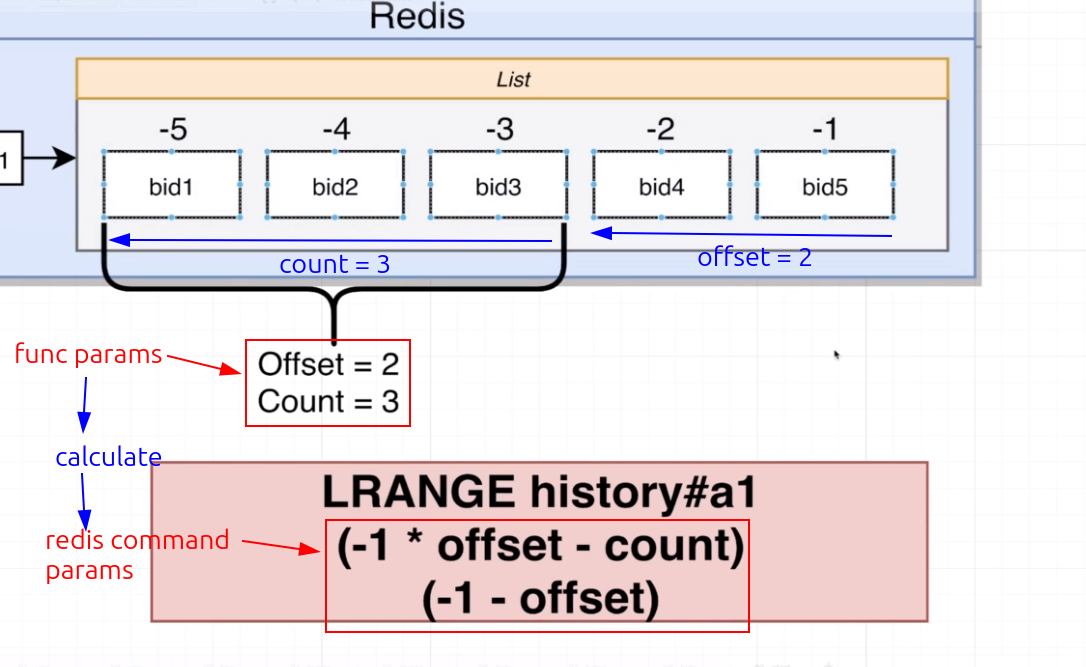 Redis
List
-5 -4 -3 -2 -1
1
bid1 bid2 bid3 bid4 bid5
count = 3
offset = 2
func params
Offset = 2
Count = 3
calculate
LRANGE history#a1
redis command
params
(-1 * offset - count)
(-1 - offset)